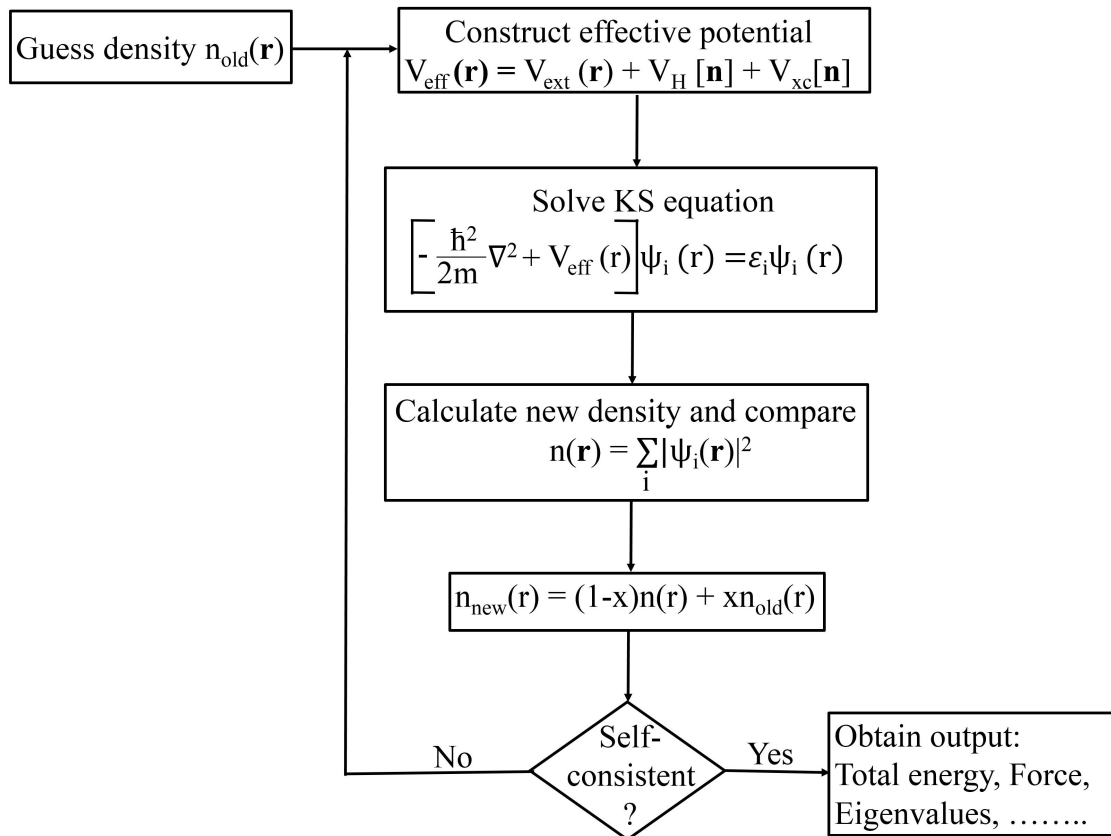 Guess density n_old(r)
Construct effective potential
V_eff(r) = V_ext (r) + V_H [n] + V_xc[n]
Solve KS equation
[- ħ²/2m ∇² + V_eff (r)] ψ_i (r) = ε_i ψ_i (r)
Calculate new density and compare
n(r) = ∑_i |ψ_i(r)|²
n_new(r) = (1-x)n(r) + xn_old(r)
Self-
consistent
?
No
Yes
Obtain output:
Total energy, Force,
Eigenvalues, ……..